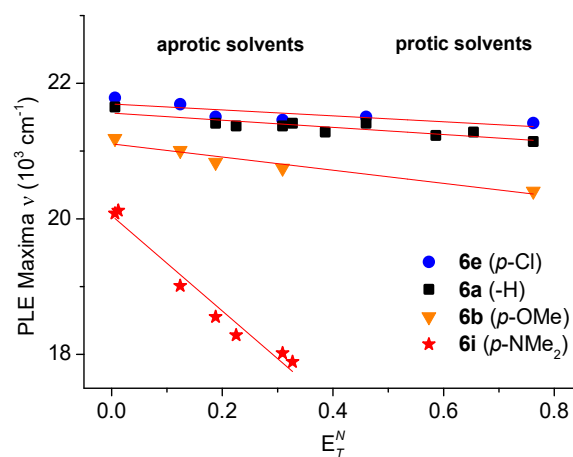 aprotic solvents protic solvents
22
20
18
PLE Maxima ν (10³ cm⁻¹)
6e (p-Cl)
6a (-H)
6b (p-OMe)
6i (p-NMe₂)
0.0 0.2 0.4 0.6 0.8
E_T^N